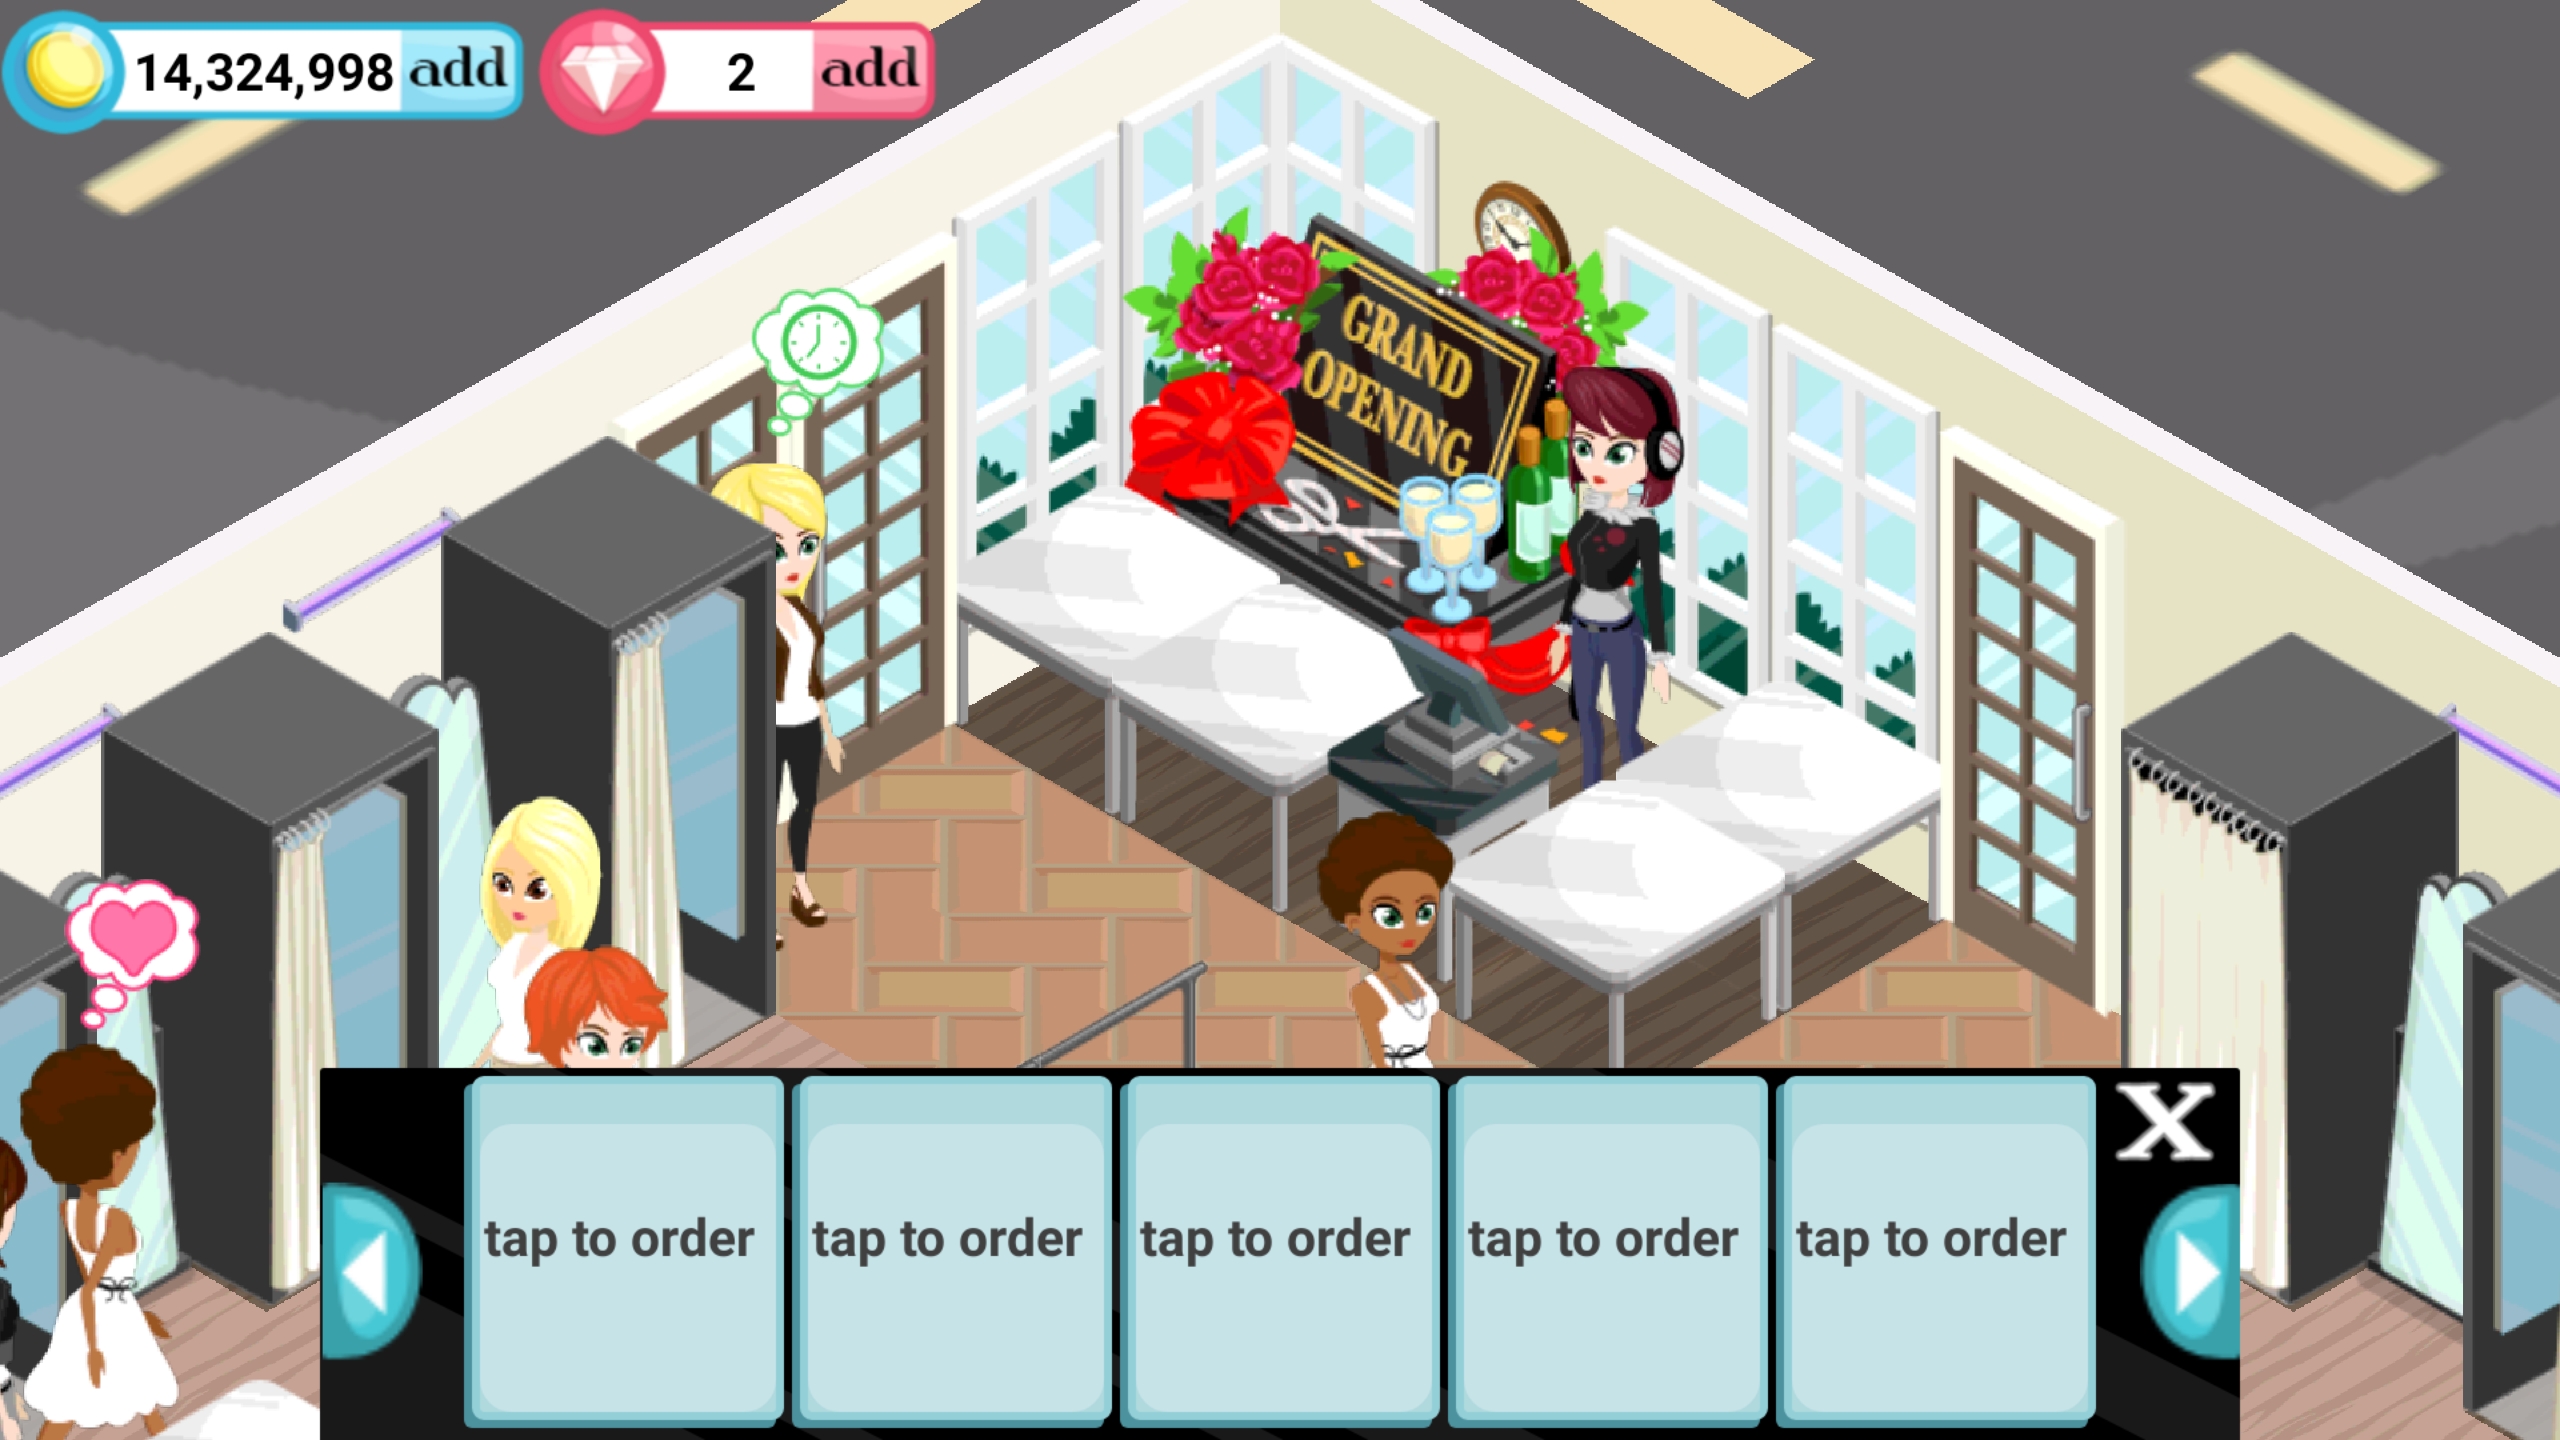 14,324,998 add
2 add
GRAND
OPENING
X
tap to order
tap to order
tap to order
tap to order
tap to order